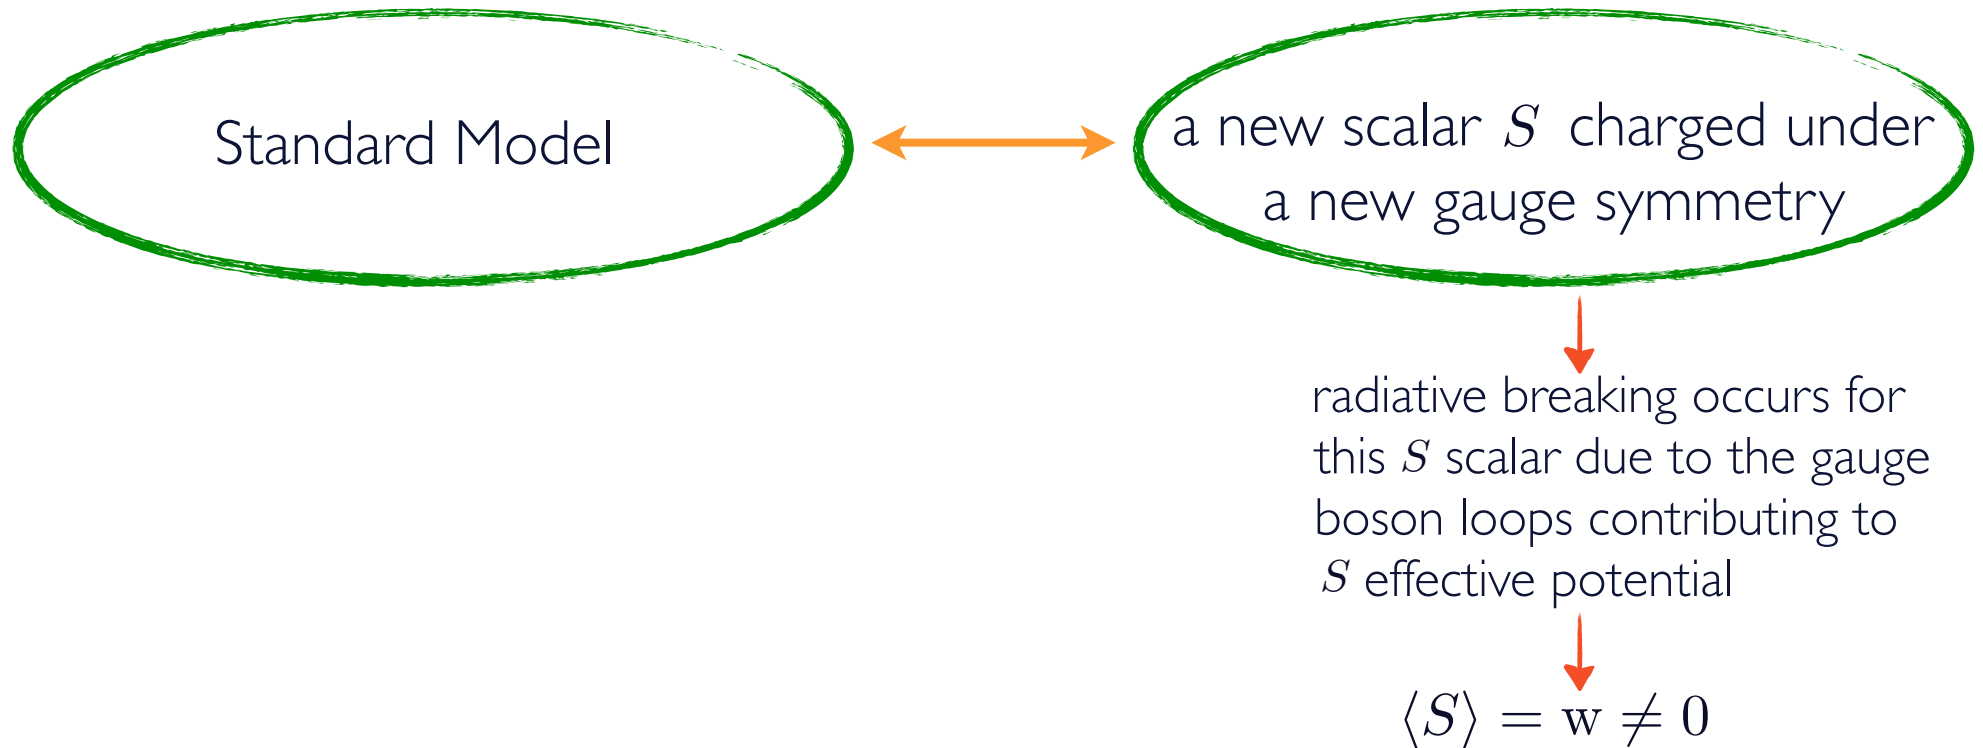 Standard Model
a new scalar S charged under
a new gauge symmetry
radiative breaking occurs for
this S scalar due to the gauge
boson loops contributing to
S effective potential
⟨S⟩ = w ≠ 0